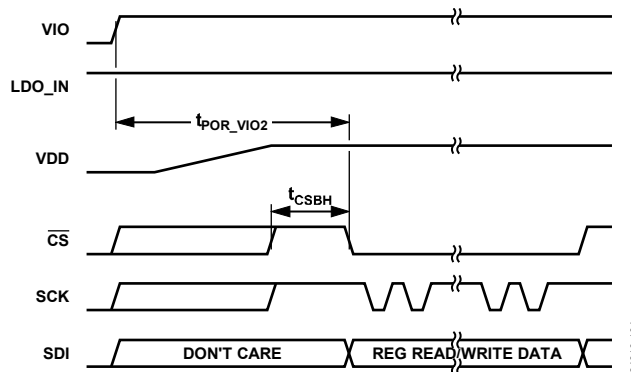 VIO
LDO_IN
tPOR_VIO2
VDD
tCSBH
CS
SCK
SDI
DON'T CARE
REG READ/WRITE DATA